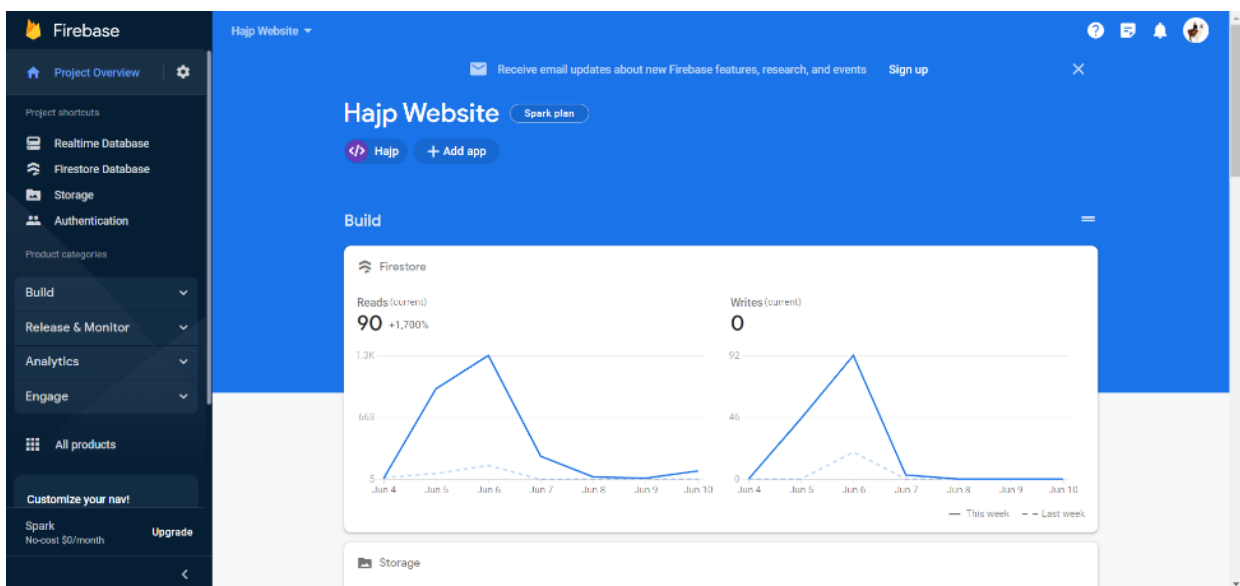 Firebase
Hajp Website
Project Overview
Receive email updates about new Firebase features, research, and events Sign up
Project shortcuts
Realtime Database
Firestore Database
Storage
Authentication
Product categories
Build
Release & Monitor
Analytics
Engage
All products
Customize your nav!
Spark
No-cost $0/month
Upgrade
Hajp Website Spark plan
</> Hajp + Add app
Build
Firestore
Reads (current)
90 +1,700%
1.3K
663
5
Jun 4 Jun 5 Jun 6 Jun 7 Jun 8 Jun 9 Jun 10
Writes (current)
0
92
46
0
Jun 4 Jun 5 Jun 6 Jun 7 Jun 8 Jun 9 Jun 10
This week Last week
Storage